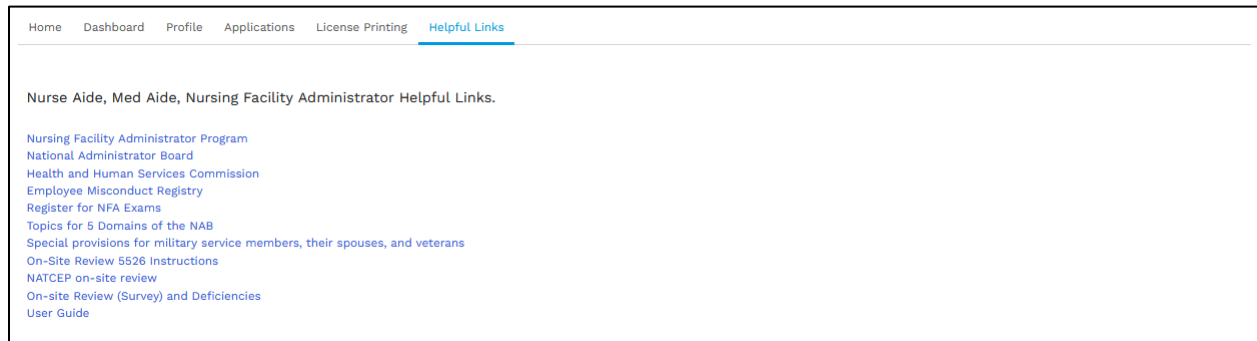 Home Dashboard Profile Applications License Printing Helpful Links
Nurse Aide, Med Aide, Nursing Facility Administrator Helpful Links.
Nursing Facility Administrator Program
National Administrator Board
Health and Human Services Commission
Employee Misconduct Registry
Register for NFA Exams
Topics for 5 Domains of the NAB
Special provisions for military service members, their spouses, and veterans
On-Site Review 5526 Instructions
NATCEP on-site review
On-site Review (Survey) and Deficiencies
User Guide